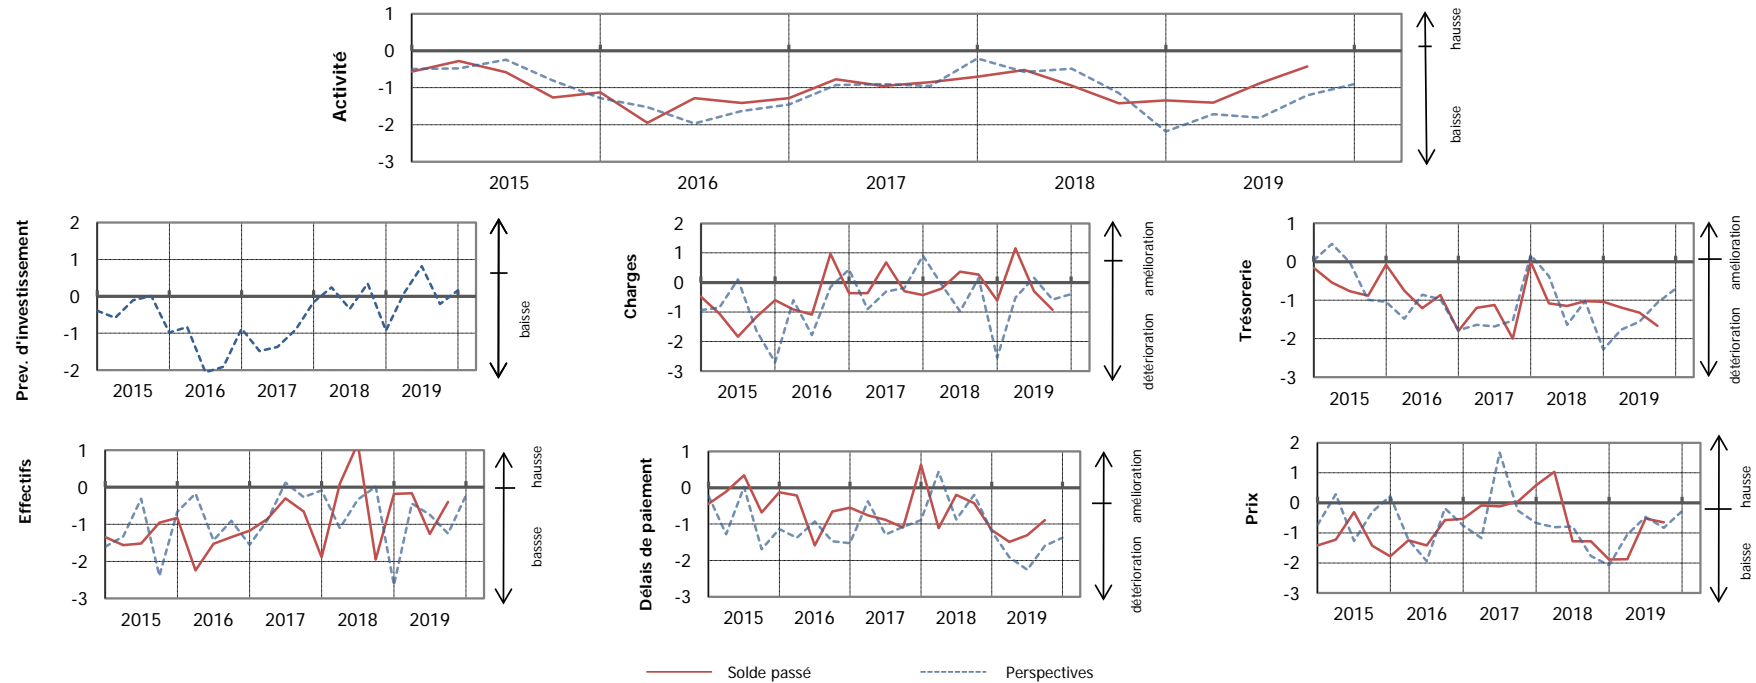 Activité
1
0
-1
-2
-3
2015 2016 2017 2018 2019
hausse
baisse
Prev. d'investissement
2
1
0
-1
-2
2015 2016 2017 2018 2019
baisse
Charges
2
1
0
-1
-2
-3
2015 2016 2017 2018 2019
amélioration
détérioration
Trésorerie
1
0
-1
-2
-3
2015 2016 2017 2018 2019
amélioration
détérioration
Effectifs
1
0
-1
-2
-3
2015 2016 2017 2018 2019
hausse
basse
Délais de paiement
1
0
-1
-2
-3
2015 2016 2017 2018 2019
amélioration
détérioration
Prix
2
1
0
-1
-2
-3
2015 2016 2017 2018 2019
hausse
baisse
Solde passé Perspectives